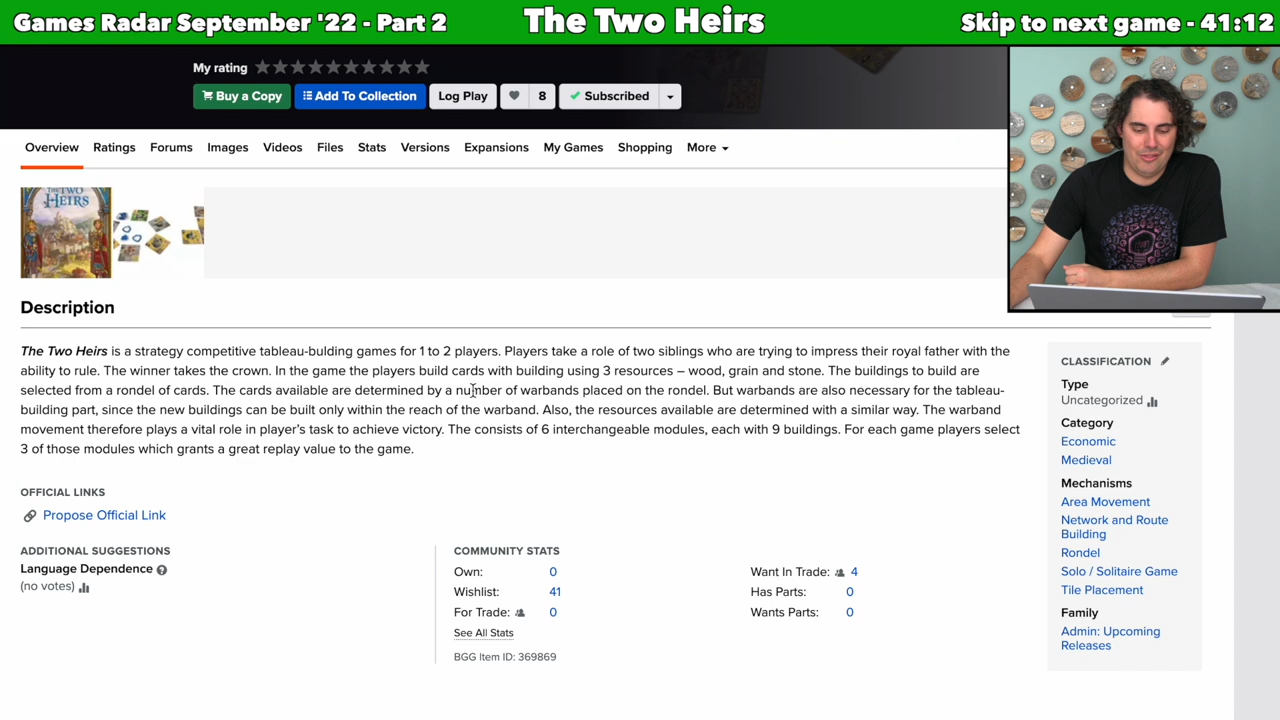 Games Radar September '22 - Part 2
The Two Heirs
Skip to next game - 41:12
My rating
Buy a Copy
Add To Collection
Log Play
8
Subscribed
Overview
Ratings
Forums
Images
Videos
Files
Stats
Versions
Expansions
My Games
Shopping
More
THE TWO
HEIRS
Description
The Two Heirs is a strategy competitive tableau-bulding games for 1 to 2 players. Players take a role of two siblings who are trying to impress their royal father with the
ability to rule. The winner takes the crown. In the game the players build cards with building using 3 resources – wood, grain and stone. The buildings to build are
selected from a rondel of cards. The cards available are determined by a number of warbands placed on the rondel. But warbands are also necessary for the tableau-
building part, since the new buildings can be built only within the reach of the warband. Also, the resources available are determined with a similar way. The warband
movement therefore plays a vital role in player's task to achieve victory. The consists of 6 interchangeable modules, each with 9 buildings. For each game players select
3 of those modules which grants a great replay value to the game.
OFFICIAL LINKS
Propose Official Link
ADDITIONAL SUGGESTIONS
Language Dependence
(no votes)
COMMUNITY STATS
Own: 0
Wishlist: 41
For Trade: 0
See All Stats
BGG Item ID: 369869
Want In Trade: 4
Has Parts: 0
Wants Parts: 0
CLASSIFICATION
Type
Uncategorized
Category
Economic
Medieval
Mechanisms
Area Movement
Network and Route
Building
Rondel
Solo / Solitaire Game
Tile Placement
Family
Admin: Upcoming
Releases